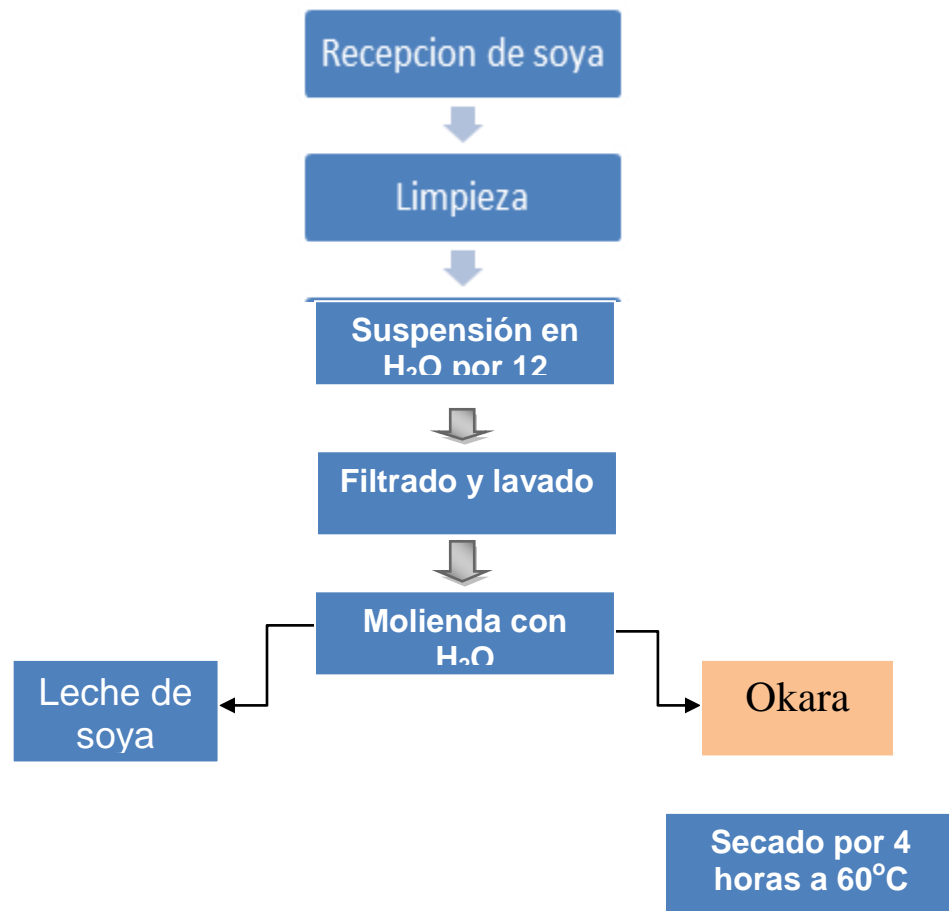 Recepcion de soya
Limpieza
Suspensión en
H₂O por 12
Filtrado y lavado
Molienda con
H₂O
Leche de
soya
Okara
Secado por 4
horas a 60°C